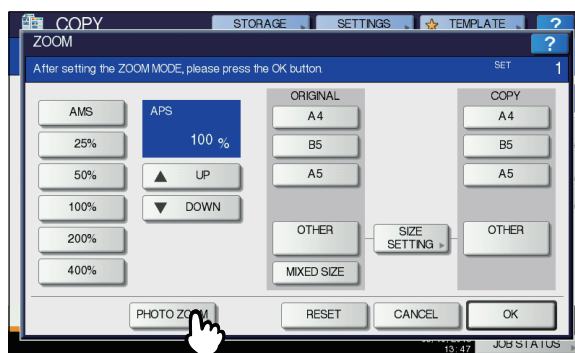 COPY STORAGE SETTINGS TEMPLATE ?
ZOOM ?
After setting the ZOOM MODE, please press the OK button. SET 1
ORIGINAL COPY
AMS APS A4 A4
25% 100 % B5 B5
50% UP A5 A5
100% DOWN
200% OTHER SIZE SETTING OTHER
400% MIXED SIZE
PHOTO ZOOM RESET CANCEL OK
13:47 JOB STATUS